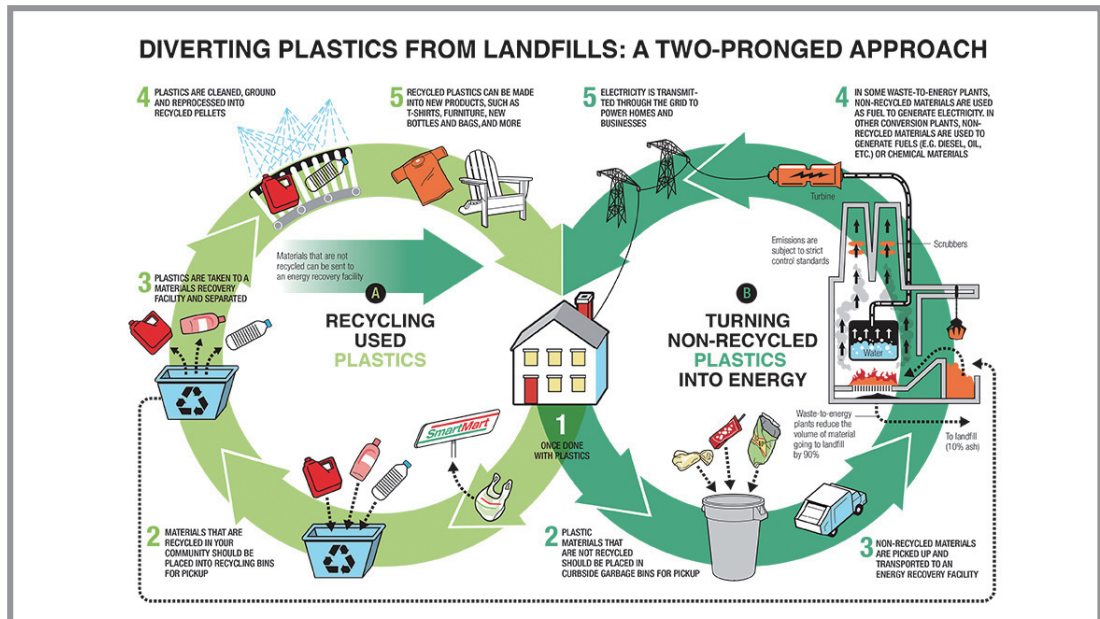 DIVERTING PLASTICS FROM LANDFILLS: A TWO-PRONGED APPROACH
4 PLASTICS ARE CLEANED, GROUND
AND REPROCESSED INTO
RECYCLED PELLETS
5 RECYCLED PLASTICS CAN BE MADE
INTO NEW PRODUCTS, SUCH AS
T-SHIRTS, FURNITURE, NEW
BOTTLES AND BAGS, AND MORE
5 ELECTRICITY IS TRANSMIT-
TED THROUGH THE GRID TO
POWER HOMES AND
BUSINESSES
4 IN SOME WASTE-TO-ENERGY PLANTS,
NON-RECYCLED MATERIALS ARE USED
AS FUEL TO GENERATE ELECTRICITY. IN
OTHER CONVERSION PLANTS, NON-
RECYCLED MATERIALS ARE USED TO
GENERATE FUELS (E.G. DIESEL, OIL,
ETC.) OR CHEMICAL MATERIALS
Turbine
Emissions are
subject to strict
control standards
Scrubbers
Materials that are not
recycled can be sent to
an energy recovery facility
3 PLASTICS ARE TAKEN TO A
MATERIALS RECOVERY
FACILITY AND SEPARATED
A
RECYCLING
USED
PLASTICS
B
TURNING
NON-RECYCLED
PLASTICS
INTO ENERGY
Water
SmartMart
1
ONCE DONE
WITH PLASTICS
Waste-to-energy
plants reduce the
volume of material
going to landfill
by 90%
To landfill
(10% ash)
2 MATERIALS THAT ARE
RECYCLED IN YOUR
COMMUNITY SHOULD BE
PLACED INTO RECYCLING BINS
FOR PICKUP
2 PLASTIC
MATERIALS THAT
ARE NOT RECYCLED
SHOULD BE PLACED IN
CURBSIDE GARBAGE BINS FOR PICKUP
3 NON-RECYCLED MATERIALS
ARE PICKED UP AND
TRANSPORTED TO AN
ENERGY RECOVERY FACILITY